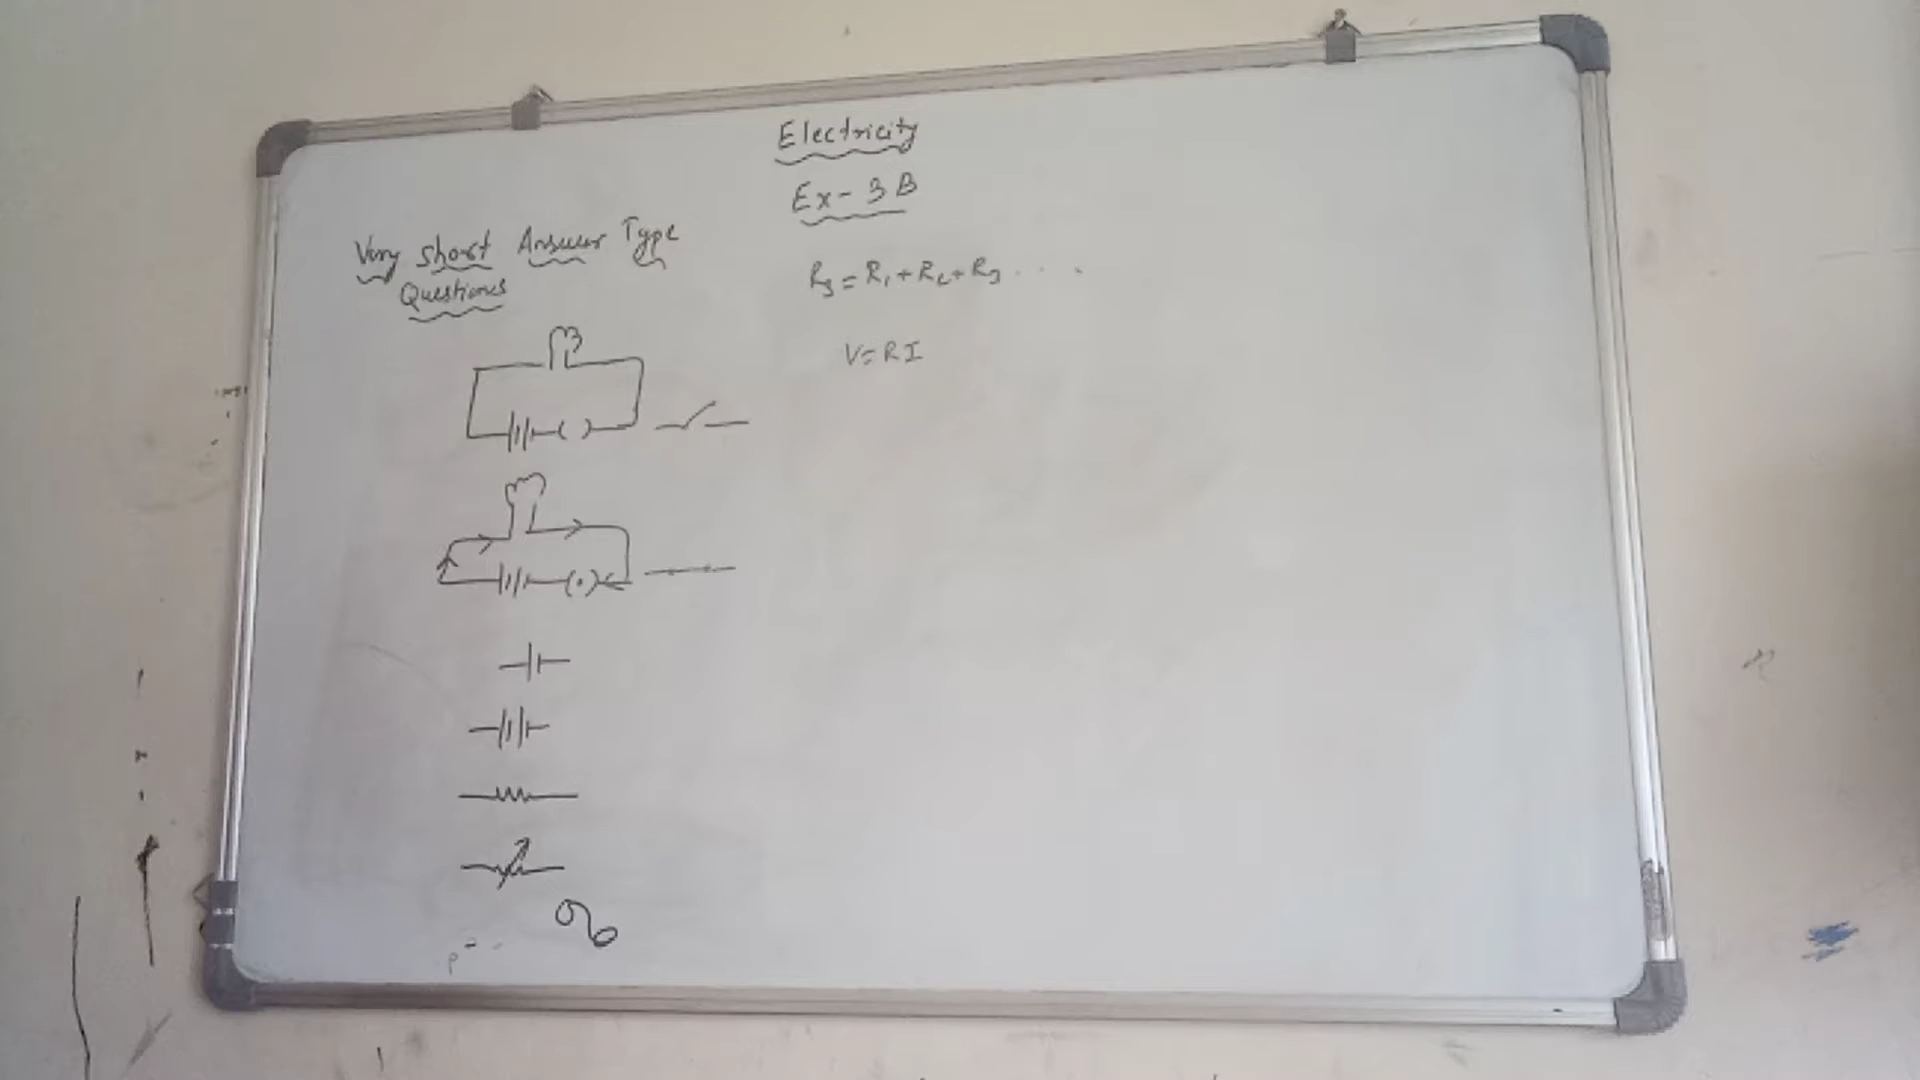 Electricity
Ex- 3B
Very short Answer Type
Questions
Rs = R1 + R2 + R3 . . . .
V = RI